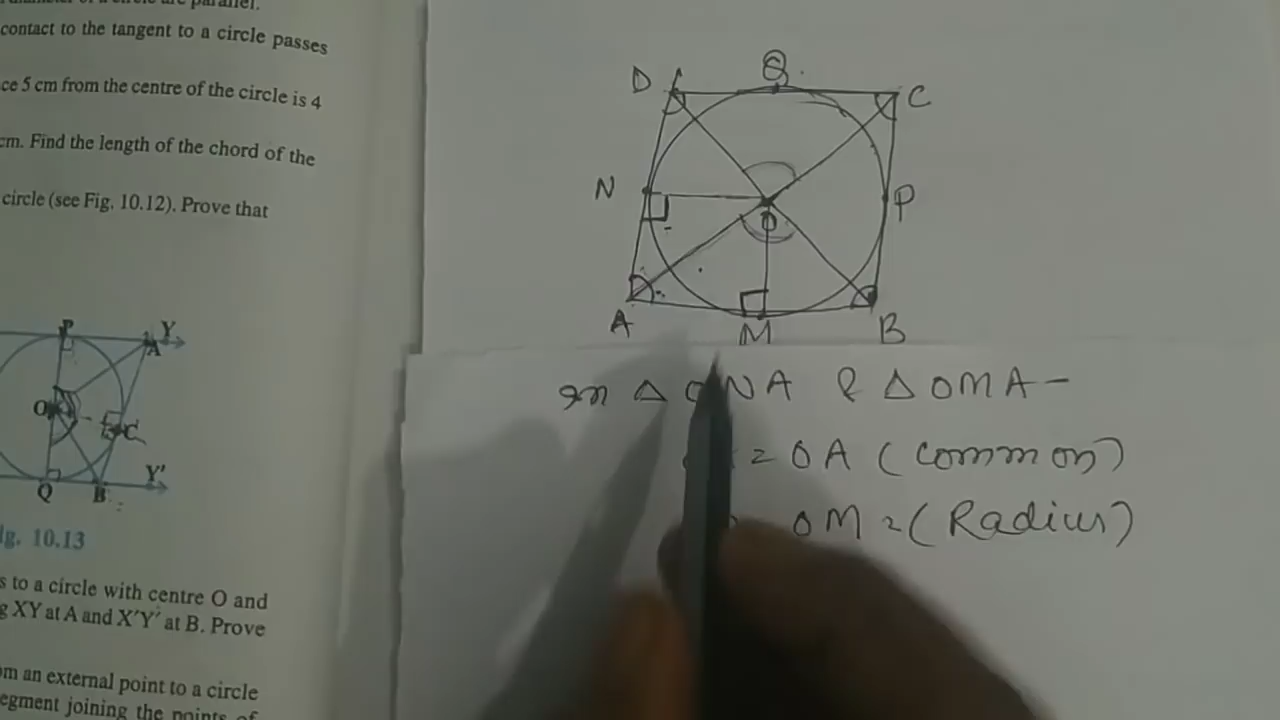 contact to the tangent to a circle passes
ce 5 cm from the centre of the circle is 4
cm. Find the length of the chord of the
circle (see Fig. 10.12). Prove that
P
Y
A
O
C
Q
B
Y'
ig. 10.13
s to a circle with centre O and
g XY at A and X'Y' at B. Prove
om an external point to a circle
egment joining the points of
D
Q
C
N
P
O
A
M
B
In △ ONA & △ OMA –
= OA (common)
OM = (Radius)